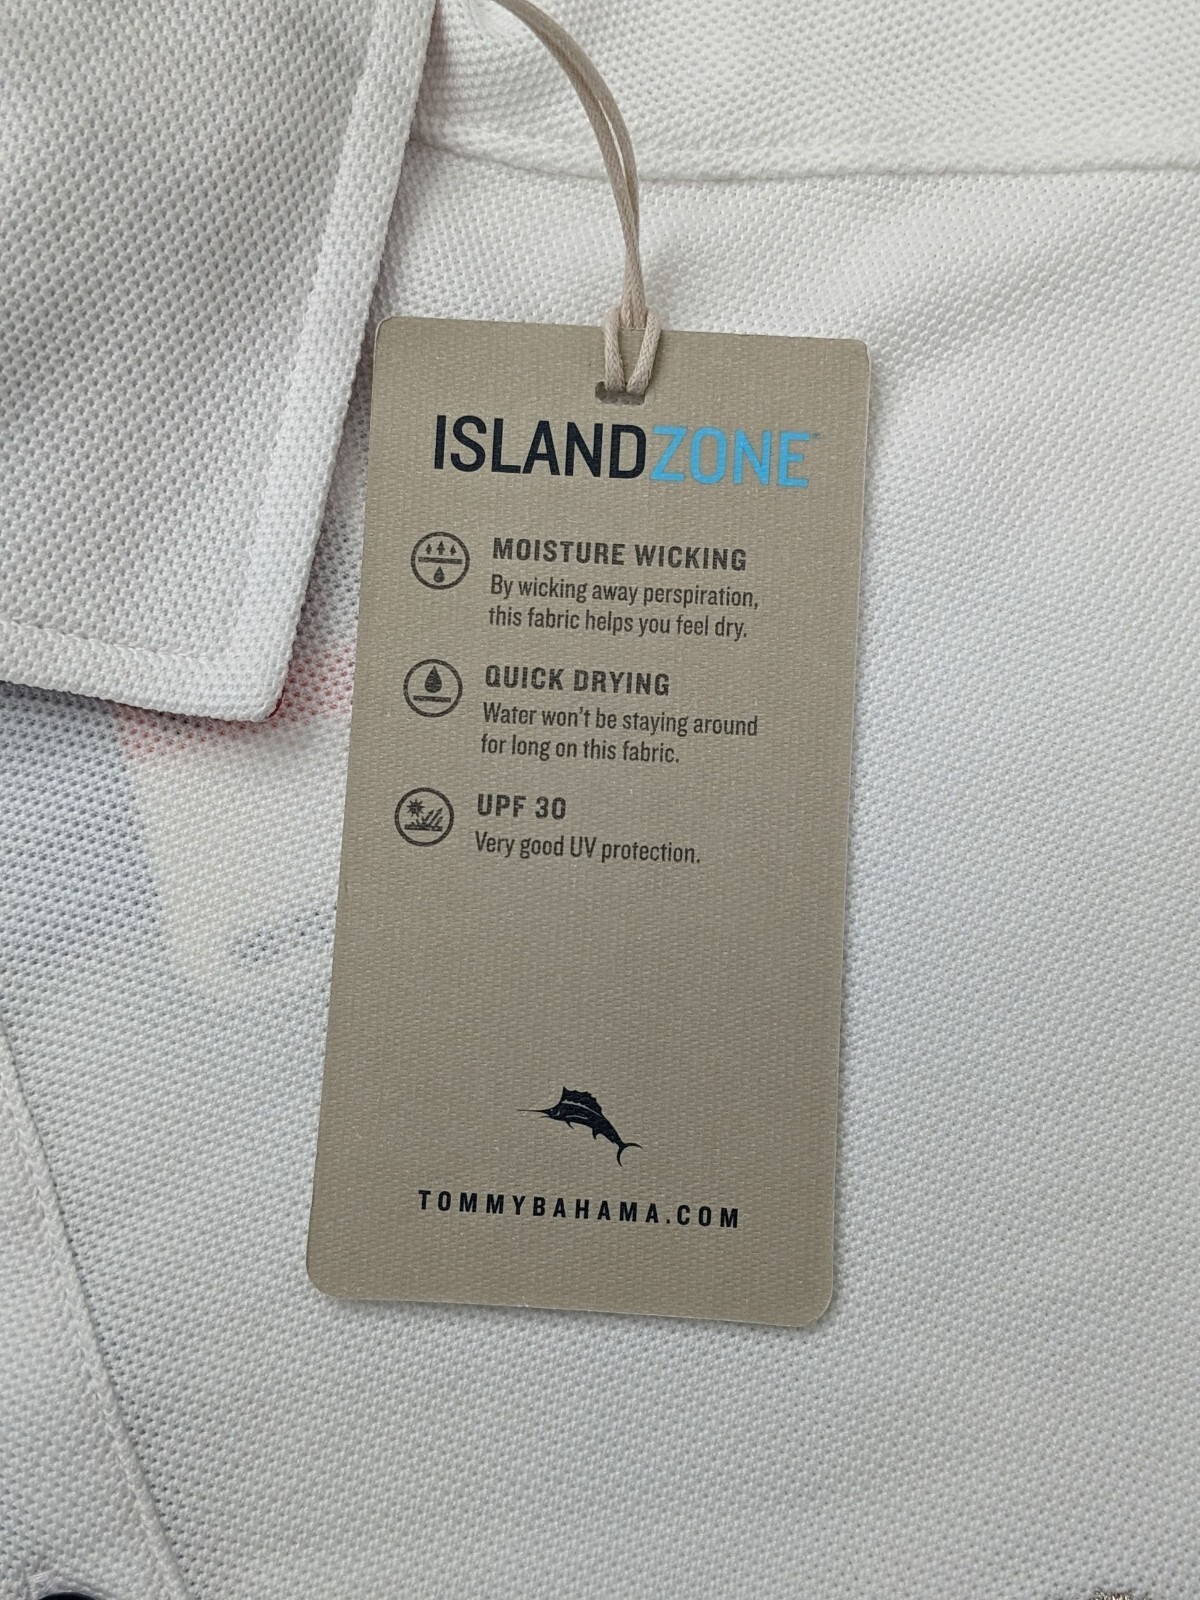 ISLANDZONE™
MOISTURE WICKING
By wicking away perspiration,
this fabric helps you feel dry.
QUICK DRYING
Water won't be staying around
for long on this fabric.
UPF 30
Very good UV protection.
TOMMYBAHAMA.COM